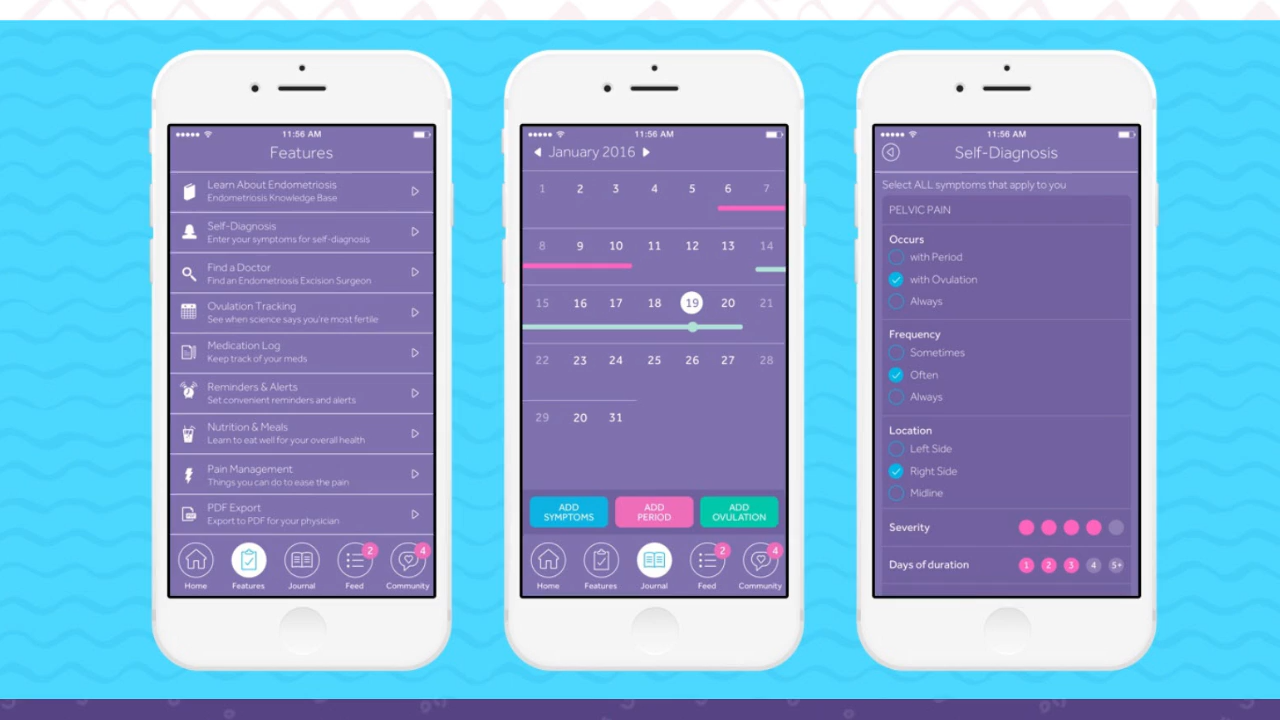 11:56 AM
Features
Learn About Endometriosis
Endometriosis Knowledge Base
Self-Diagnosis
Enter your symptoms for self-diagnosis
Find a Doctor
Find an Endometriosis Excision Surgeon
Ovulation Tracking
See when science says you're most fertile
Medication Log
Keep track of your meds
Reminders & Alerts
Set convenient reminders and alerts
Nutrition & Meals
Learn to eat well for your overall health
Pain Management
Things you can do to ease the pain
PDF Export
Export to PDF for your physician
2 4
Home Features Journal Feed Community
11:56 AM
January 2016
1 2 3 4 5 6 7
8 9 10 11 12 13 14
15 16 17 18 19 20 21
22 23 24 25 26 27 28
29 20 31
ADD SYMPTOMS
ADD PERIOD
ADD OVULATION
2 4
Home Features Journal Feed Community
11:56 AM
Self-Diagnosis
Select ALL symptoms that apply to you
PELVIC PAIN
Occurs
with Period
with Ovulation
Always
Frequency
Sometimes
Often
Always
Location
Left Side
Right Side
Midline
Severity
Days of duration 1 2 3 4 5+